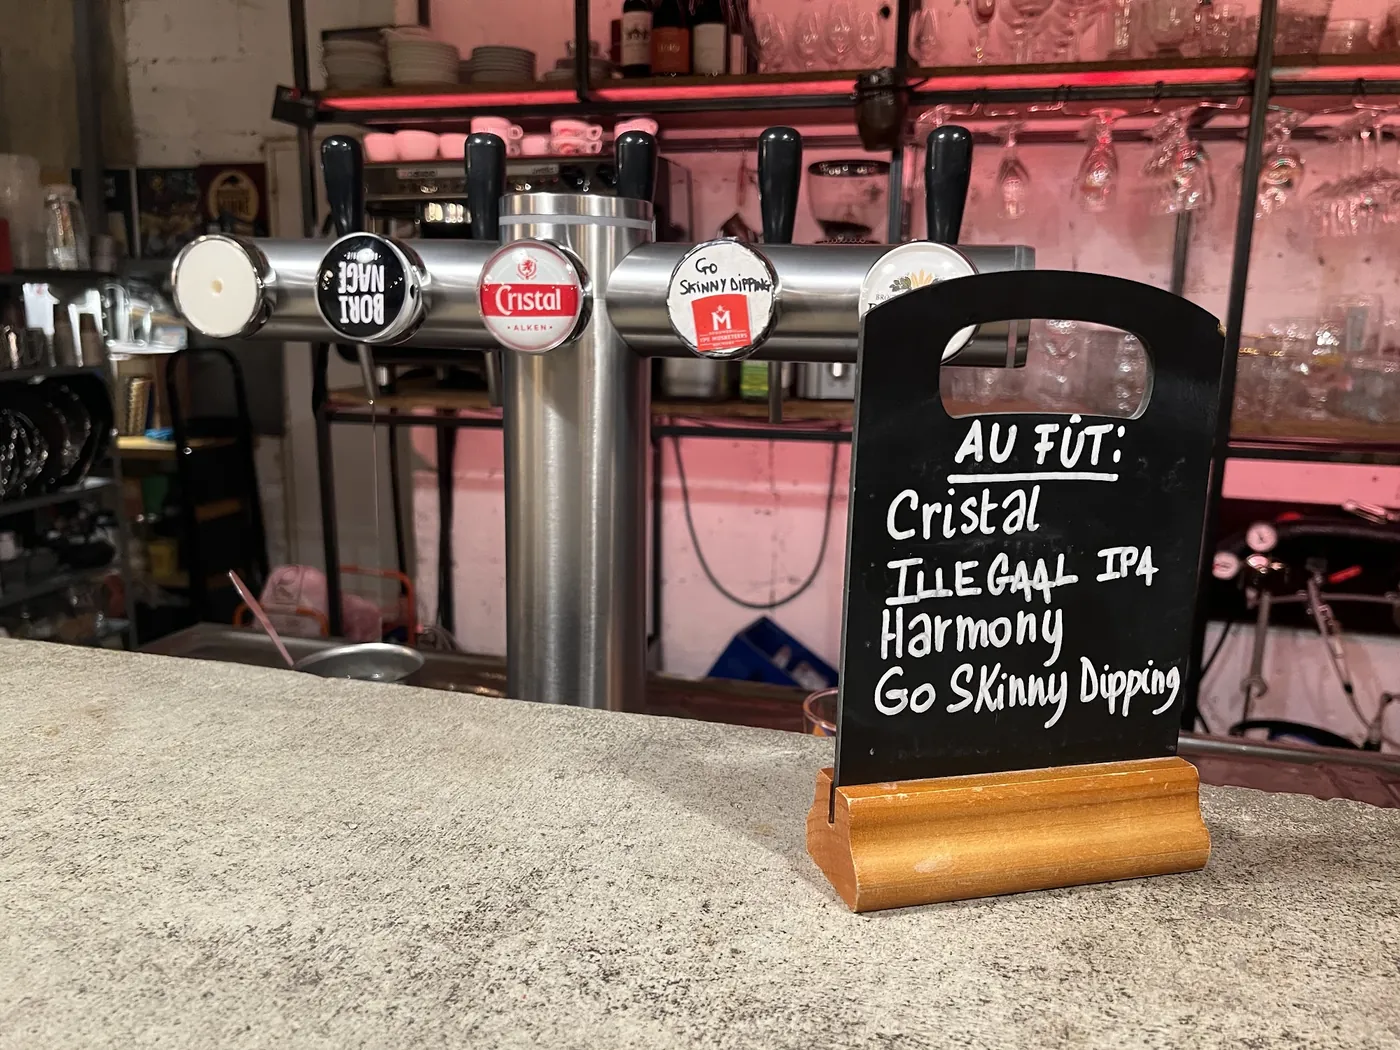 BORI
NAGE
Cristal
ALKEN
Go
SKINNY DIPPING
M
AU FÛT:
Cristal
ILLEGAAL IPA
Harmony
Go Skinny Dipping